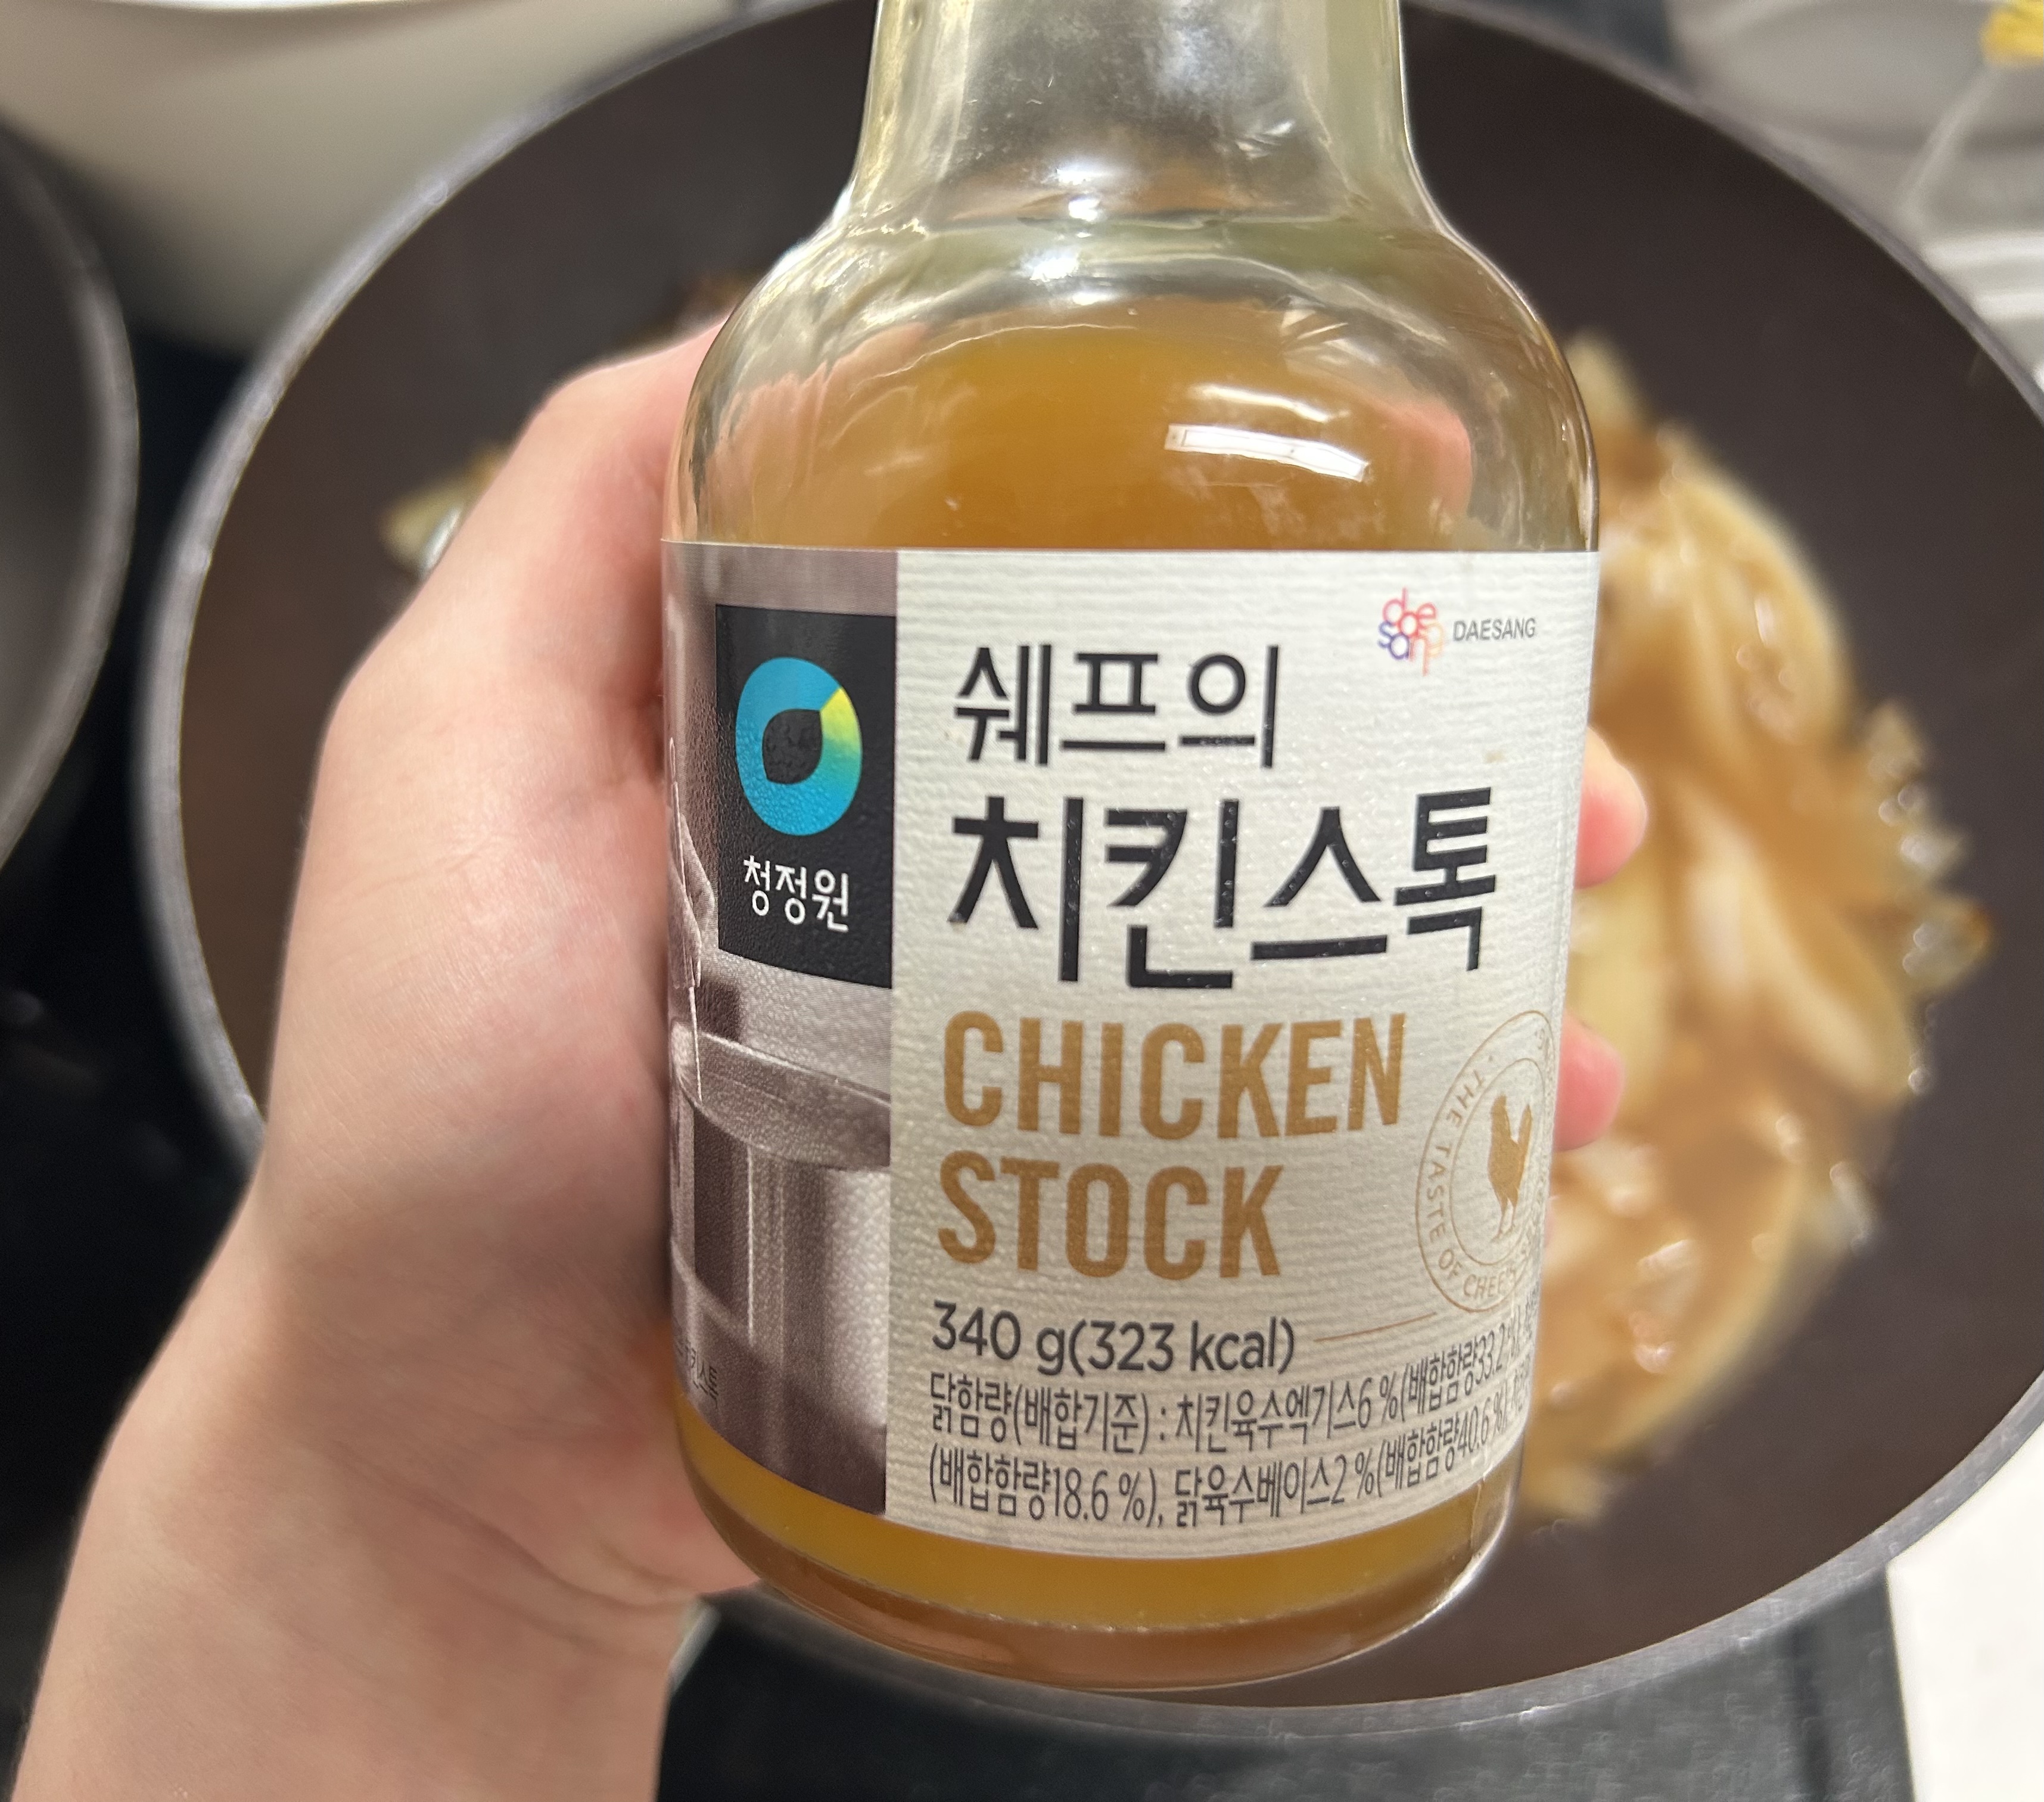 DAESANG
쉐프의
치킨스톡
청정원
CHICKEN
STOCK
THE TASTE OF CHEF'S
340 g(323 kcal)
닭함량(배합기준) : 치킨육수엑기스6 %(배합함량33.2 %),
(배합함량18.6 %), 닭육수베이스2 %(배합함량40.6 %),